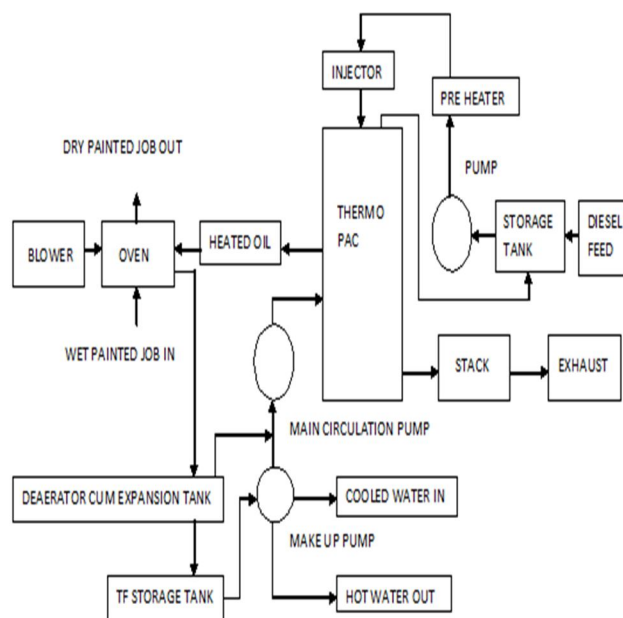 INJECTOR
PRE HEATER
DRY PAINTED JOB OUT
PUMP
THERMO
PAC
STORAGE
TANK
DIESEL
FEED
BLOWER
OVEN
HEATED OIL
WET PAINTED JOB IN
STACK
EXHAUST
MAIN CIRCULATION PUMP
DEAERATOR CUM EXPANSION TANK
COOLED WATER IN
MAKE UP PUMP
TF STORAGE TANK
HOT WATER OUT